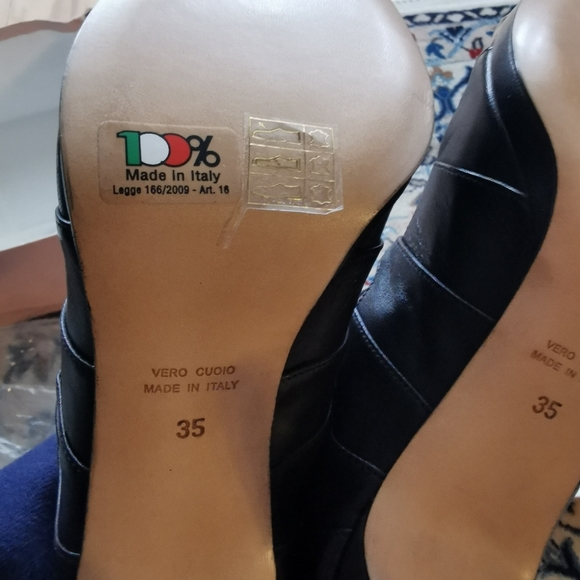 100%
Made in Italy
Legge 166/2009 - Art. 16
VERO CUOIO
MADE IN ITALY
35
VERO
MADE IN
35